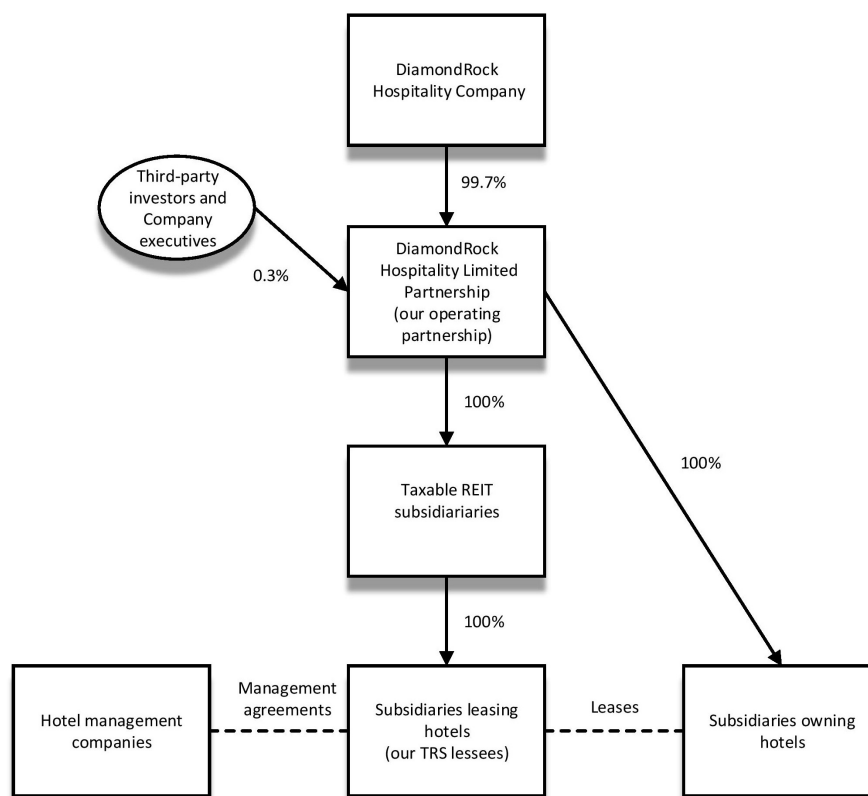 DiamondRock
Hospitality Company
99.7%
Third-party
investors and
Company
executives
0.3%
DiamondRock
Hospitality Limited
Partnership
(our operating
partnership)
100%
100%
Taxable REIT
subsidiariaries
100%
Hotel management
companies
Management
agreements
Subsidiaries leasing
hotels
(our TRS lessees)
Leases
Subsidiaries owning
hotels